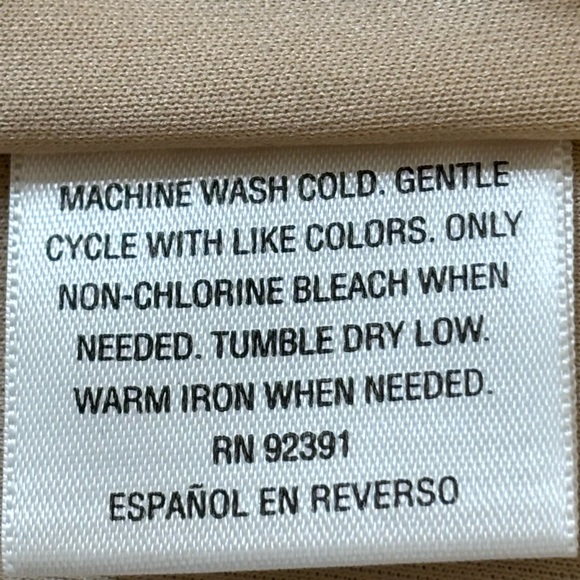 MACHINE WASH COLD. GENTLE
CYCLE WITH LIKE COLORS. ONLY
NON-CHLORINE BLEACH WHEN
NEEDED. TUMBLE DRY LOW.
WARM IRON WHEN NEEDED.
RN 92391
ESPAÑOL EN REVERSO